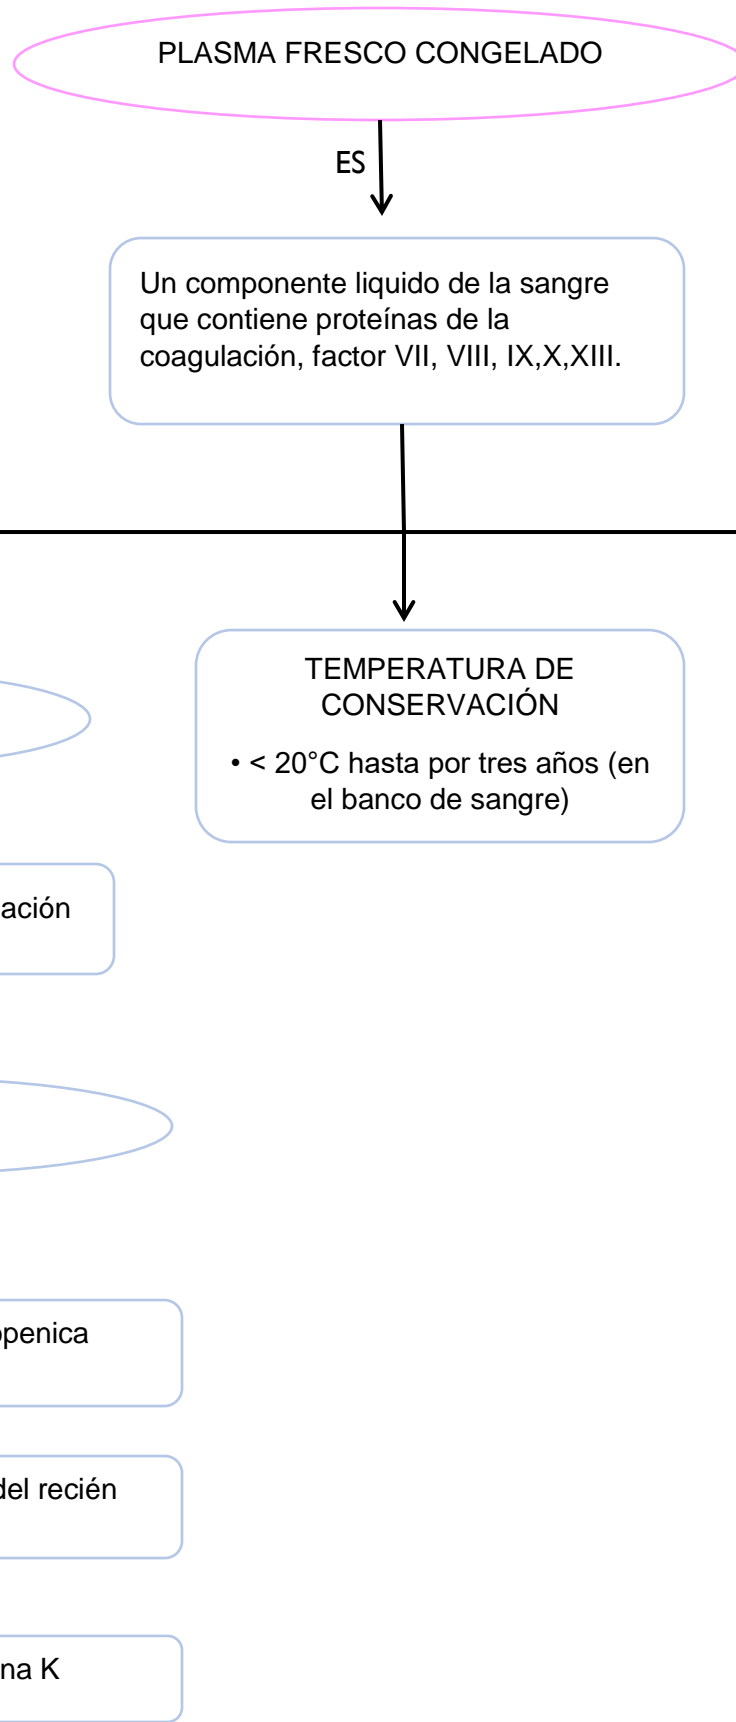 PLASMA FRESCO CONGELADO
ES
Un componente liquido de la sangre
que contiene proteínas de la
coagulación, factor VII, VIII, IX,X,XIII.
TEMPERATURA DE
CONSERVACIÓN
• < 20°C hasta por tres años (en
el banco de sangre)
ación
penica
del recién
na K